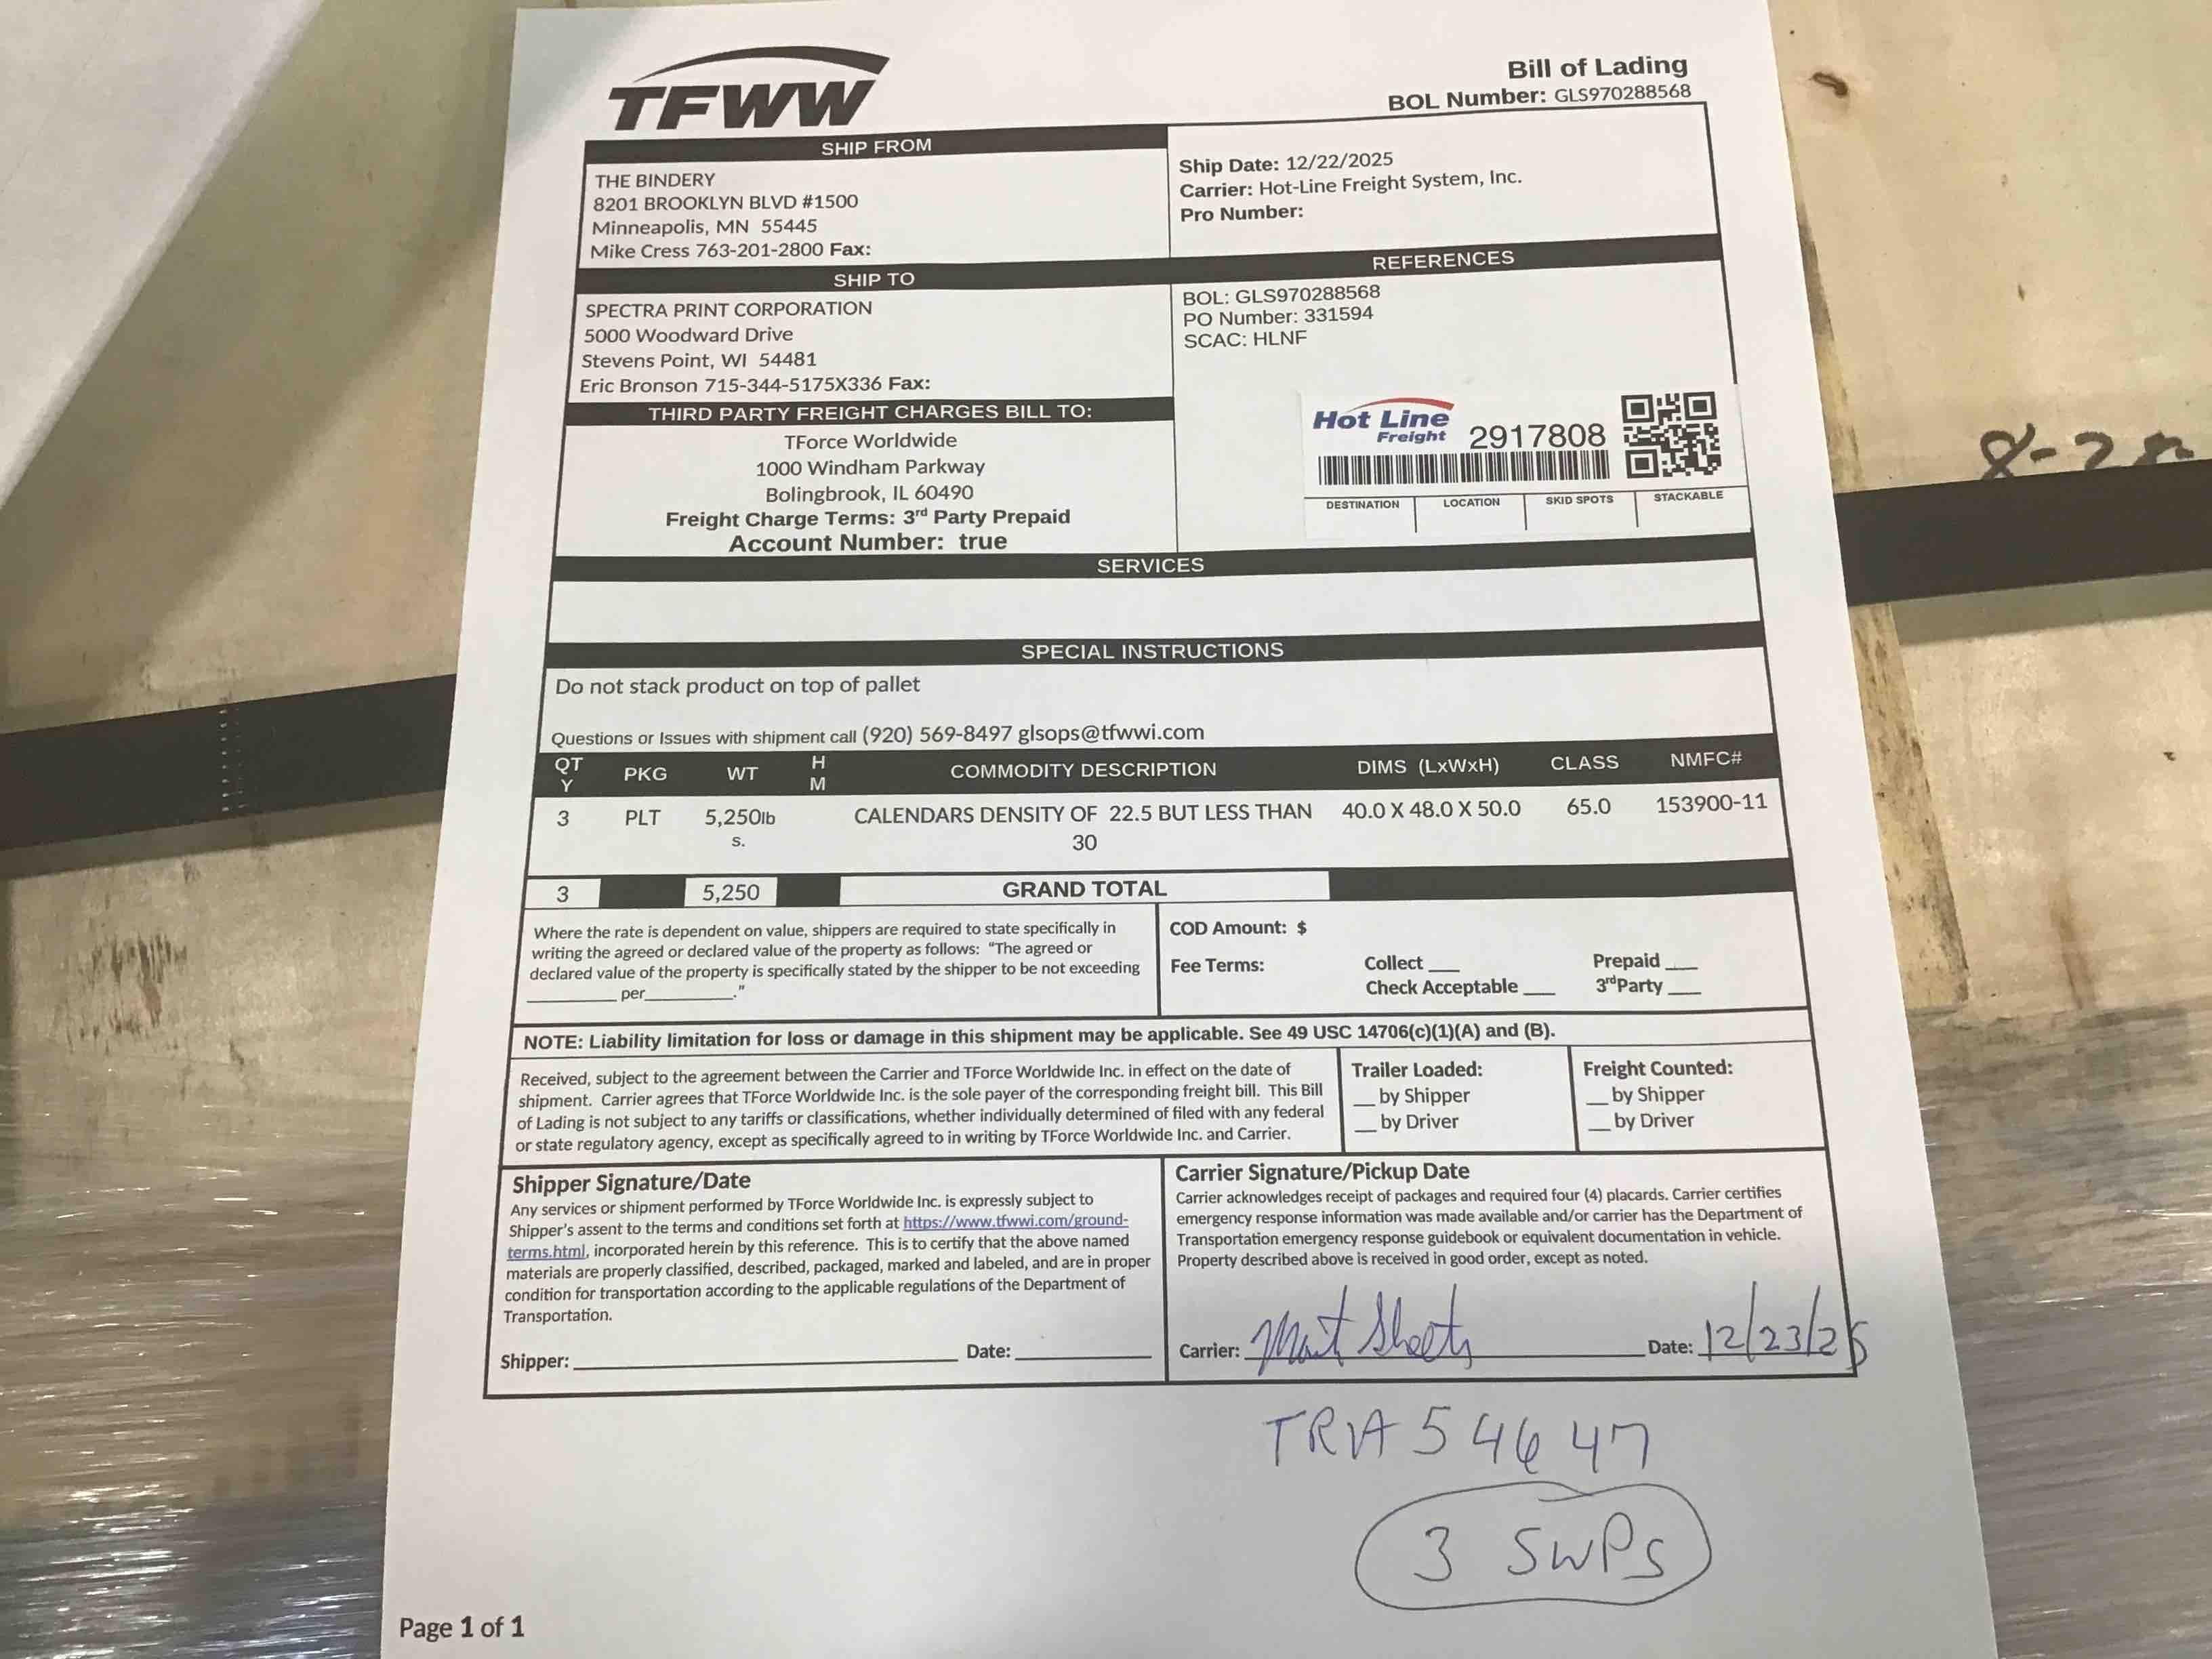 TFWW
Bill of Lading
BOL Number: GLS970288568
SHIP FROM
THE BINDERY
8201 BROOKLYN BLVD #1500
Minneapolis, MN 55445
Mike Cress 763-201-2800 Fax:
Ship Date: 12/22/2025
Carrier: Hot-Line Freight System, Inc.
Pro Number:
SHIP TO
SPECTRA PRINT CORPORATION
5000 Woodward Drive
Stevens Point, WI 54481
Eric Bronson 715-344-5175X336 Fax:
REFERENCES
BOL: GLS970288568
PO Number: 331594
SCAC: HLNF
THIRD PARTY FREIGHT CHARGES BILL TO:
TForce Worldwide
1000 Windham Parkway
Bolingbrook, IL 60490
Freight Charge Terms: 3rd Party Prepaid
Account Number: true
Hot Line
Freight 2917808
DESTINATION LOCATION SKID SPOTS STACKABLE
SERVICES
SPECIAL INSTRUCTIONS
Do not stack product on top of pallet
Questions or Issues with shipment call (920) 569-8497 glsops@tfwwi.com
QT PKG WT H COMMODITY DESCRIPTION DIMS (LxWxH) CLASS NMFC#
Y M
3 PLT 5,250lb CALENDARS DENSITY OF 22.5 BUT LESS THAN 40.0 X 48.0 X 50.0 65.0 153900-11
s. 30
3 5,250 GRAND TOTAL
Where the rate is dependent on value, shippers are required to state specifically in
writing the agreed or declared value of the property as follows: "The agreed or
declared value of the property is specifically stated by the shipper to be not exceeding
__________ per__________."
COD Amount: $
Fee Terms: Collect ___ Prepaid ___
Check Acceptable ___ 3rdParty ___
NOTE: Liability limitation for loss or damage in this shipment may be applicable. See 49 USC 14706(c)(1)(A) and (B).
Received, subject to the agreement between the Carrier and TForce Worldwide Inc. in effect on the date of
shipment. Carrier agrees that TForce Worldwide Inc. is the sole payer of the corresponding freight bill. This Bill
of Lading is not subject to any tariffs or classifications, whether individually determined of filed with any federal
or state regulatory agency, except as specifically agreed to in writing by TForce Worldwide Inc. and Carrier.
Trailer Loaded:
__ by Shipper
__ by Driver
Freight Counted:
__ by Shipper
__ by Driver
Shipper Signature/Date
Any services or shipment performed by TForce Worldwide Inc. is expressly subject to
Shipper's assent to the terms and conditions set forth at https://www.tfwwi.com/ground-
terms.html, incorporated herein by this reference. This is to certify that the above named
materials are properly classified, described, packaged, marked and labeled, and are in proper
condition for transportation according to the applicable regulations of the Department of
Transportation.
Shipper: __________ Date: __________
Carrier Signature/Pickup Date
Carrier acknowledges receipt of packages and required four (4) placards. Carrier certifies
emergency response information was made available and/or carrier has the Department of
Transportation emergency response guidebook or equivalent documentation in vehicle.
Property described above is received in good order, except as noted.
Carrier: Date: 12/23/25
TRA 54647
3 SWPs
Page 1 of 1